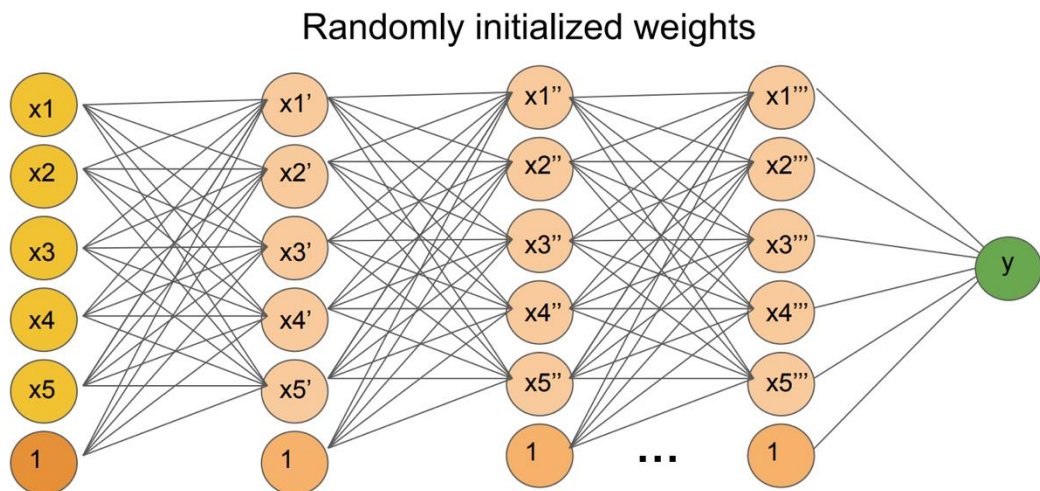 Randomly initialized weights
x1 x1’ x1’’ x1’’’
x2 x2’ x2’’ x2’’’
x3 x3’ x3’’ x3’’’ y
x4 x4’ x4’’ x4’’’
x5 x5’ x5’’ x5’’’
1 1 1 ... 1